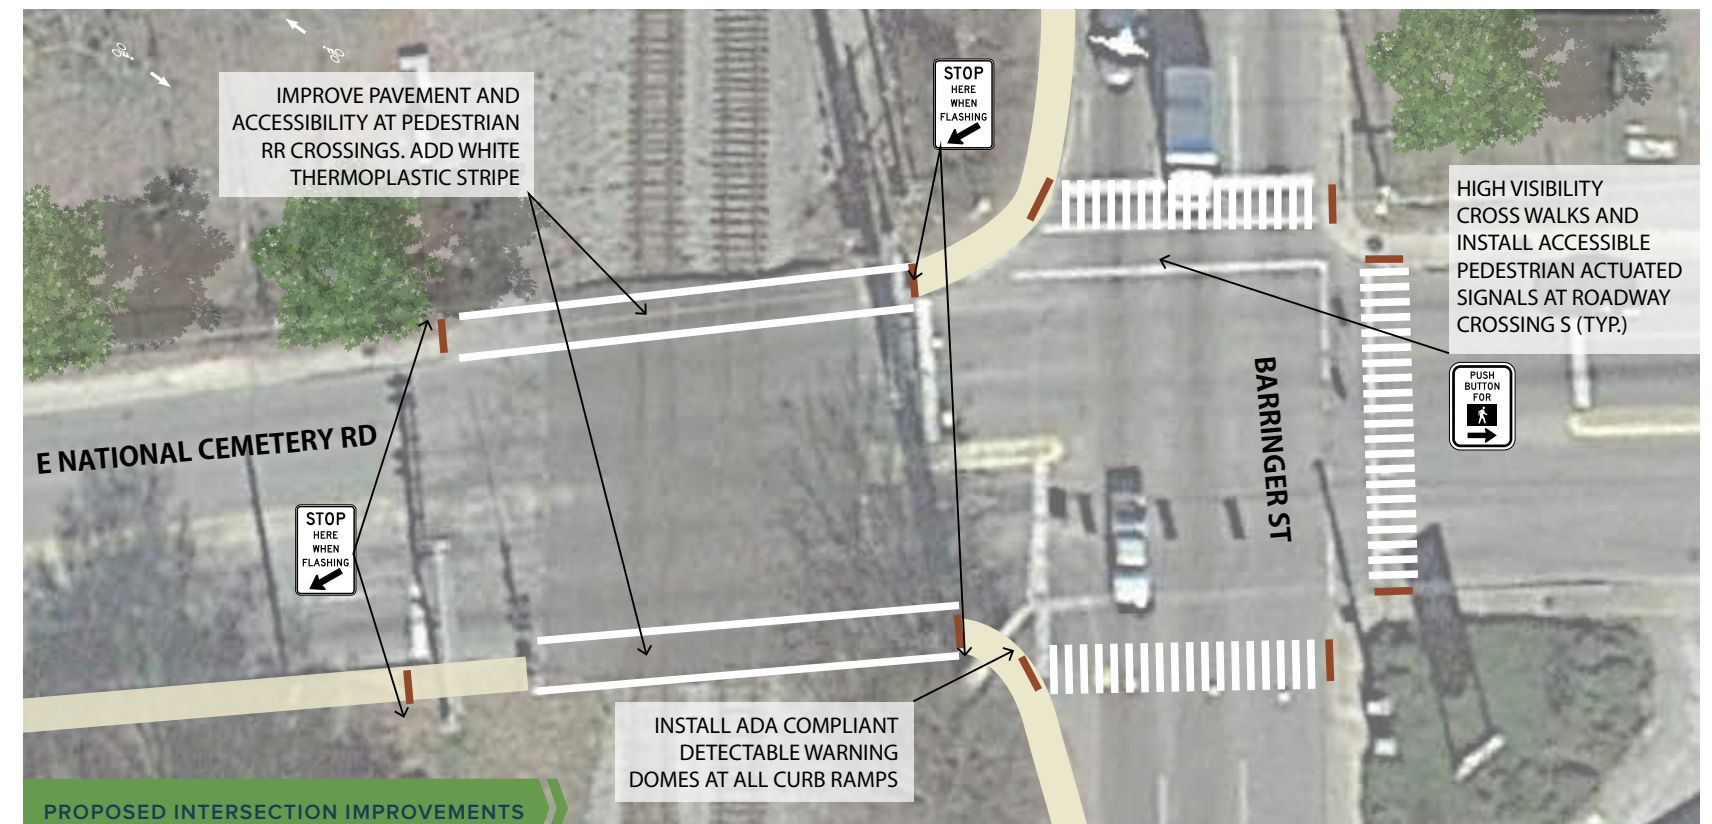 IMPROVE PAVEMENT AND
ACCESSIBILITY AT PEDESTRIAN
RR CROSSINGS. ADD WHITE
THERMOPLASTIC STRIPE
STOP
HERE
WHEN
FLASHING
HIGH VISIBILITY
CROSS WALKS AND
INSTALL ACCESSIBLE
PEDESTRIAN ACTUATED
SIGNALS AT ROADWAY
CROSSING S (TYP.)
PUSH
BUTTON
FOR
BARRINGER ST
E NATIONAL CEMETERY RD
STOP
HERE
WHEN
FLASHING
INSTALL ADA COMPLIANT
DETECTABLE WARNING
DOMES AT ALL CURB RAMPS
PROPOSED INTERSECTION IMPROVEMENTS